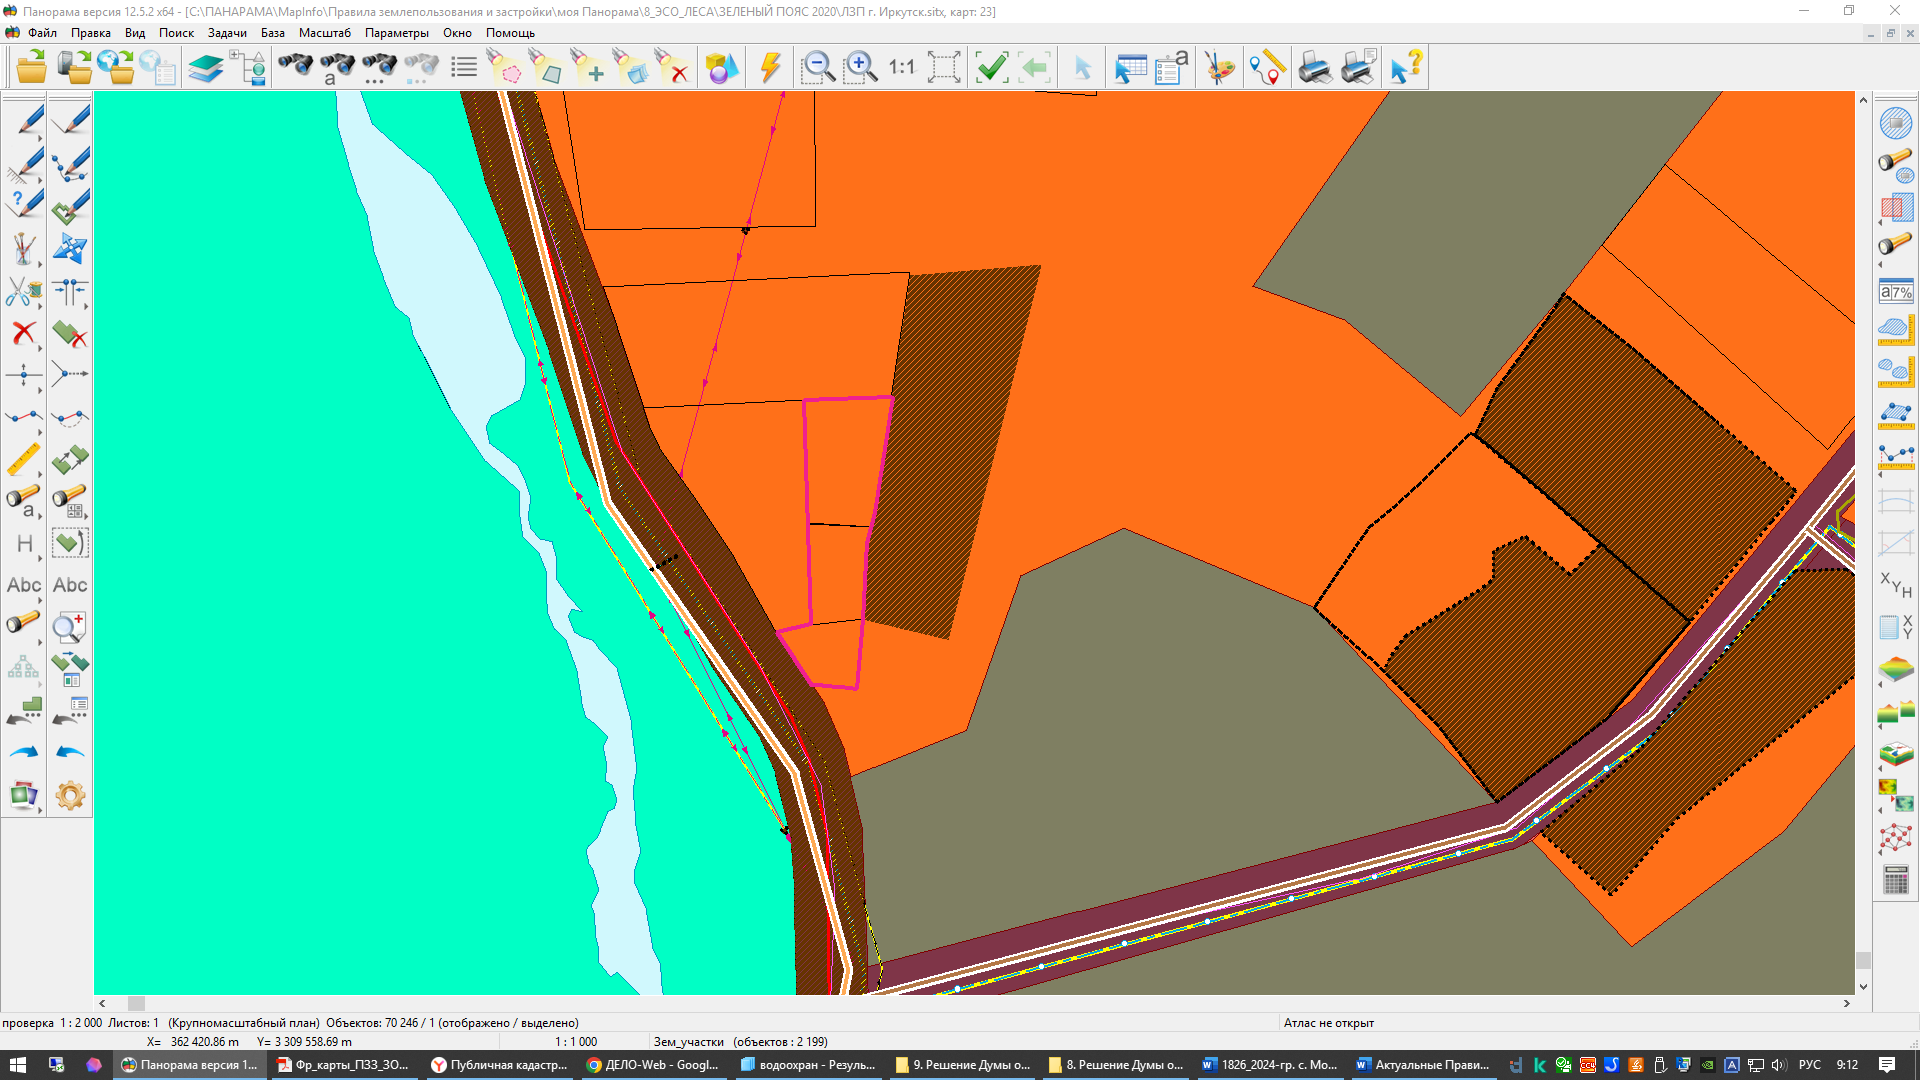 Панорама версия 12.5.2 x64 - [C:\ПАНАРАМА\MapInfo\Правила землепользования и застройки\моя Панорама\8_ЭСО_ЛЕСА\ЗЕЛЕНЫЙ ПОЯС 2020\ЛЗП г. Иркутск.sitx, карт: 23]
Файл Правка Вид Поиск Задачи База Масштаб Параметры Окно Помощь
a 1:1 a ?
?
a
a 7%
H
Abc Abc
X Y H
X Y
проверка 1 : 2 000 Листов: 1 (Крупномасштабный план) Объектов: 70 246 / 1 (отображено / выделено) Атлас не открыт
X= 362 420.86 m Y= 3 309 558.69 m 1 : 1 000 Зем_участки (объектов : 2 199)
Панорама версия 1... Фр_карты_ПЗЗ_ЗО... Публичная кадастр... ДЕЛО-Web - Googl... водоохран - Резуль... 9. Решение Думы о... 8. Решение Думы о... 1826_2024-гр. с. Мо... Актуальные Прави... РУС 9:12